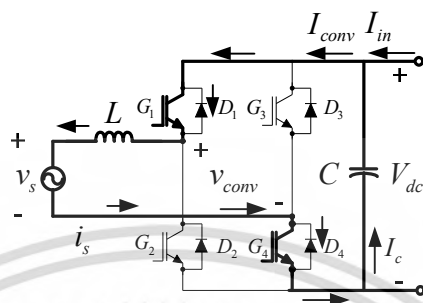 I_conv I_in
+
L G_1 D_1 G_3 D_3
+ +
v_s v_conv C V_dc
- -
i_s G_2 D_2 G_4 D_4 I_c
-